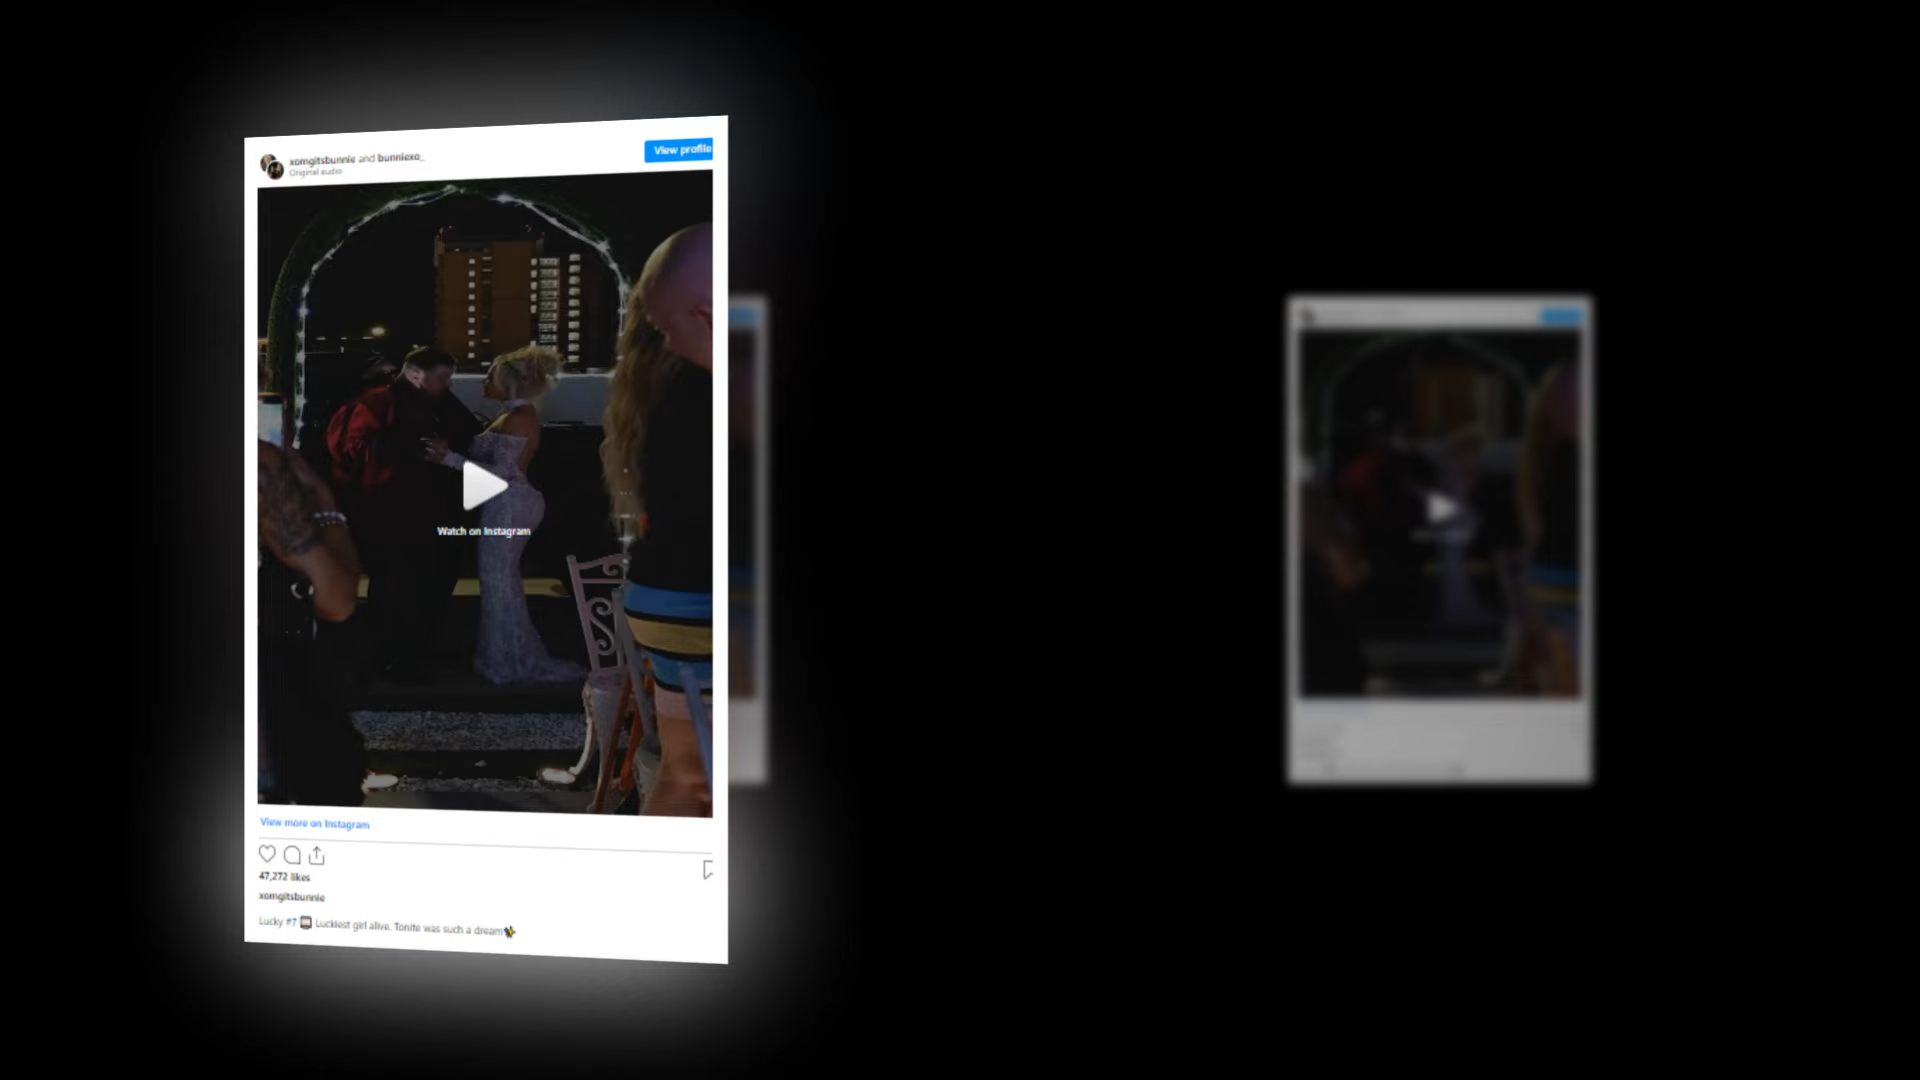 xomgitsbunnie and bunniexo_
Original audio
View profile
Watch on Instagram
View more on Instagram
47,272 likes
xomgitsbunnie
Lucky #7 🎰 Luckiest girl alive. Tonite was such a dream